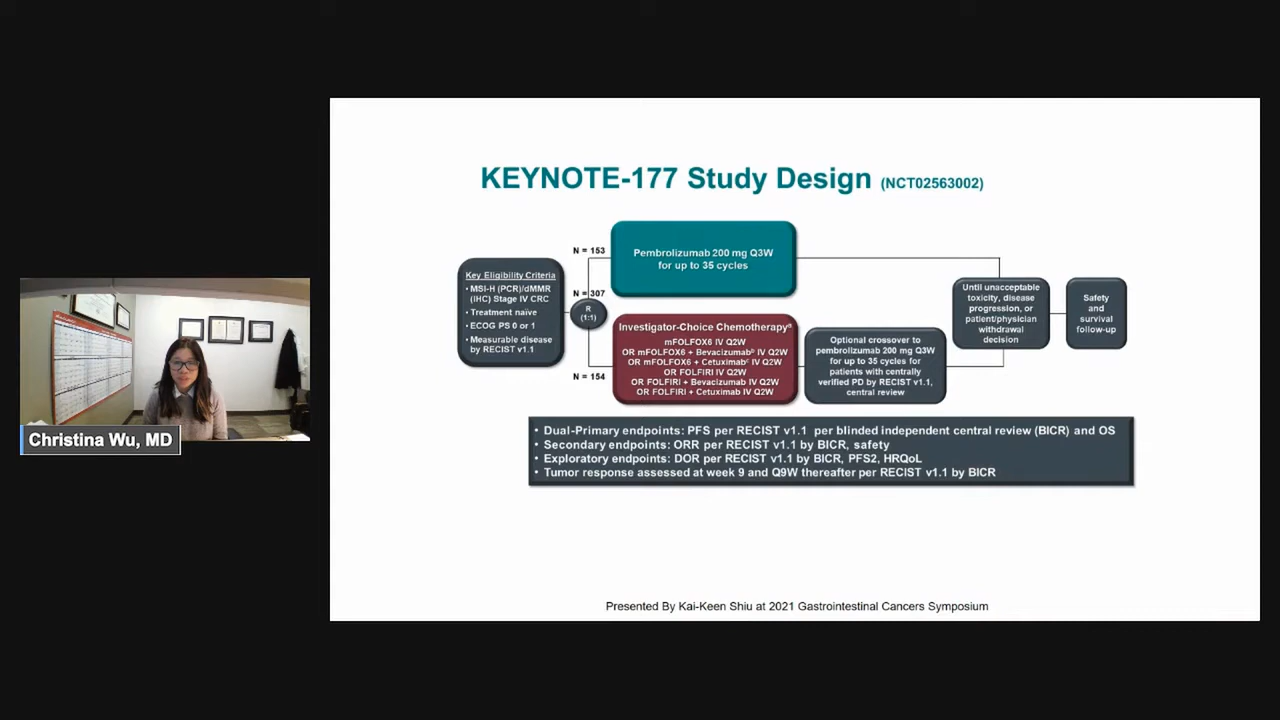 KEYNOTE-177 Study Design (NCT02563002)
N = 153
Pembrolizumab 200 mg Q3W
for up to 35 cycles
Key Eligibility Criteria
• MSI-H (PCR)/dMMR
(IHC) Stage IV CRC
• Treatment naïve
• ECOG PS 0 or 1
• Measurable disease
by RECIST v1.1
N = 307
R
(1:1)
N = 154
Investigator-Choice Chemotherapyª
mFOLFOX6 IV Q2W
OR mFOLFOX6 + Bevacizumabᵇ IV Q2W
OR mFOLFOX6 + Cetuximabᶜ IV Q2W
OR FOLFIRI IV Q2W
OR FOLFIRI + Bevacizumab IV Q2W
OR FOLFIRI + Cetuximab IV Q2W
Optional crossover to
pembrolizumab 200 mg Q3W
for up to 35 cycles for
patients with centrally
verified PD by RECIST v1.1,
central review
Until unacceptable
toxicity, disease
progression, or
patient/physician
withdrawal
decision
Safety
and
survival
follow-up
• Dual-Primary endpoints: PFS per RECIST v1.1 per blinded independent central review (BICR) and OS
• Secondary endpoints: ORR per RECIST v1.1 by BICR, safety
• Exploratory endpoints: DOR per RECIST v1.1 by BICR, PFS2, HRQoL
• Tumor response assessed at week 9 and Q9W thereafter per RECIST v1.1 by BICR
Presented By Kai-Keen Shiu at 2021 Gastrointestinal Cancers Symposium
Christina Wu, MD